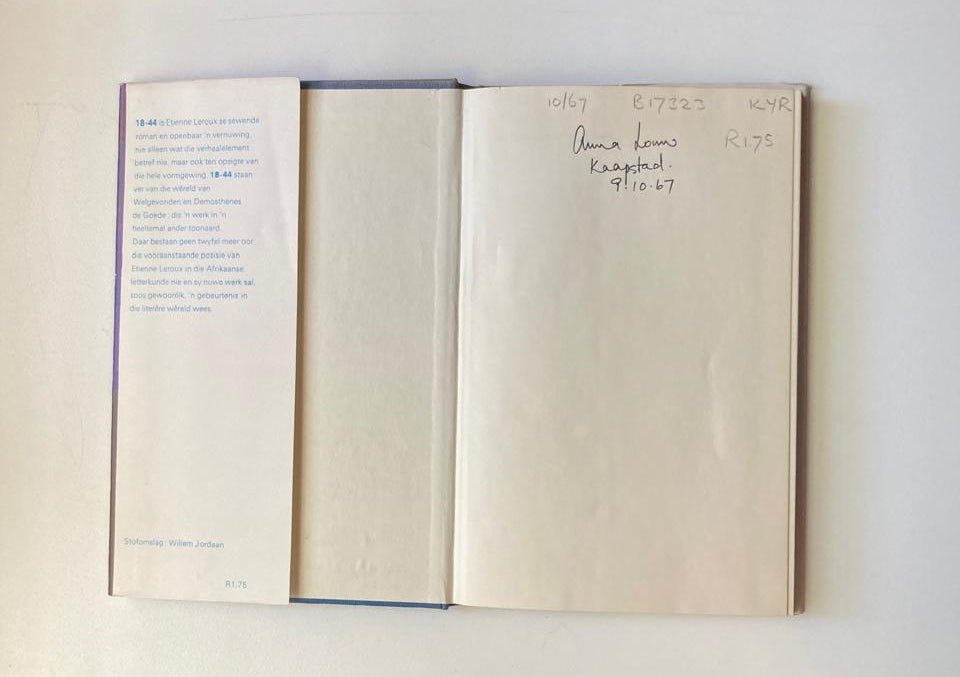 18-44 is Etienne Leroux se sewende
roman en openbaar 'n vernuwing,
nie alleen wat die verhaalelement
betref nie, maar ook ten opsigte van
die hele vormgewing. 18-44 staan
ver van die wêreld van
Welgevonden en Demosthenes
de Goede: dis 'n werk in 'n
heeltemal ander toonaard.
Daar bestaan geen twyfel meer oor
die vooraanstaande posisie van
Etienne Leroux in die Afrikaanse
letterkunde nie en sy nuwe werk sal,
soos gewoonlik, 'n gebeurtenis in
die literêre wêreld wees.
Stofomslag: Willem Jordaan
R1.75
10/67 B17323 KYR
Anna Louw R1.75
Kaapstad.
9.10.67